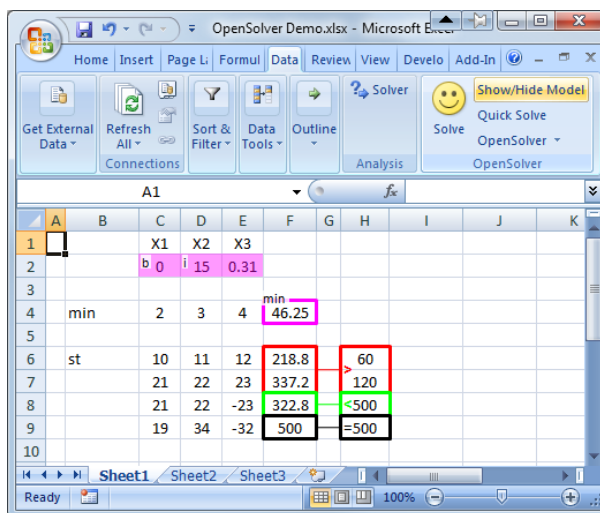 OpenSolver Demo.xlsx - Microsoft Excel
Home Insert Page L Formul Data Review View Develo Add-In
Get External Data
Refresh All
Connections
Sort & Filter
Data Tools
Outline
Solver
Analysis
Solve
Show/Hide Model
Quick Solve
OpenSolver
OpenSolver
A1 fx
A B C D E F G H I J K
1 X1 X2 X3
2 b 0 i 15 0.31
3
min
4 min 2 3 4 46.25
5
6 st 10 11 12 218.8 60
>
7 21 22 23 337.2 120
8 21 22 -23 322.8 <500
9 19 34 -32 500 =500
10
Sheet1 Sheet2 Sheet3
Ready 100%